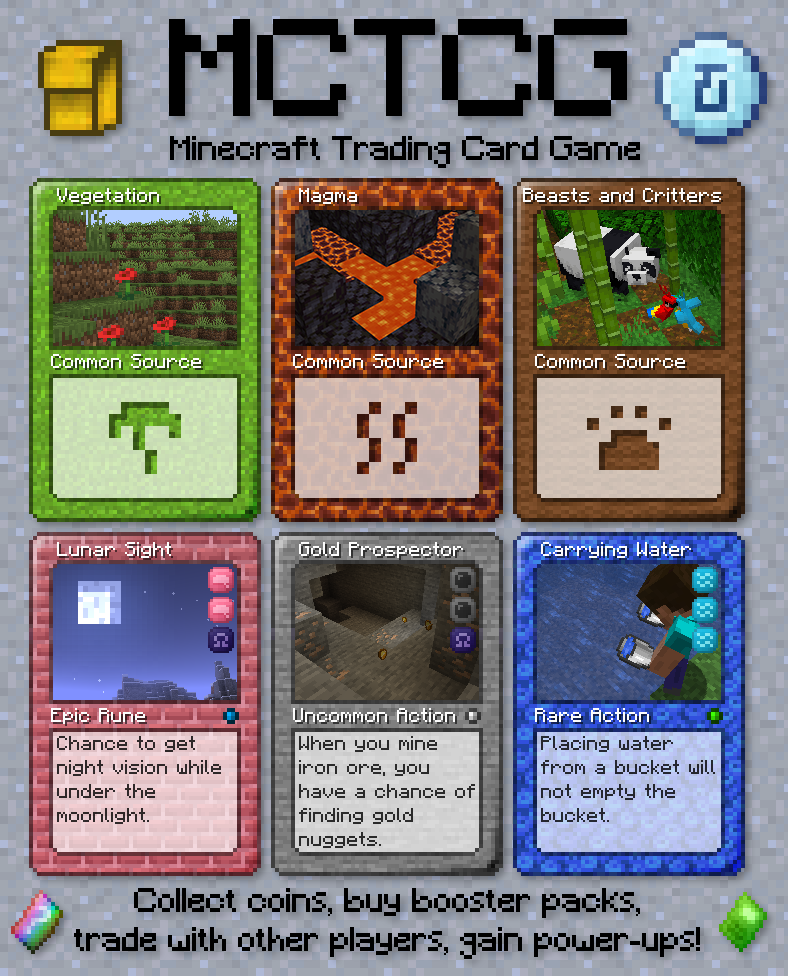 MCTCG
Minecraft Trading Card Game
Vegetation
Common Source
Magma
Common Source
Beasts and Critters
Common Source
Lunar Sight
Epic Rune
Chance to get
night vision while
under the
moonlight.
Gold Prospector
Uncommon Action
When you mine
iron ore, you
have a chance of
finding gold
nuggets.
Carrying Water
Rare Action
Placing water
from a bucket will
not empty the
bucket.
Collect coins, buy booster packs,
trade with other players, gain power-ups!